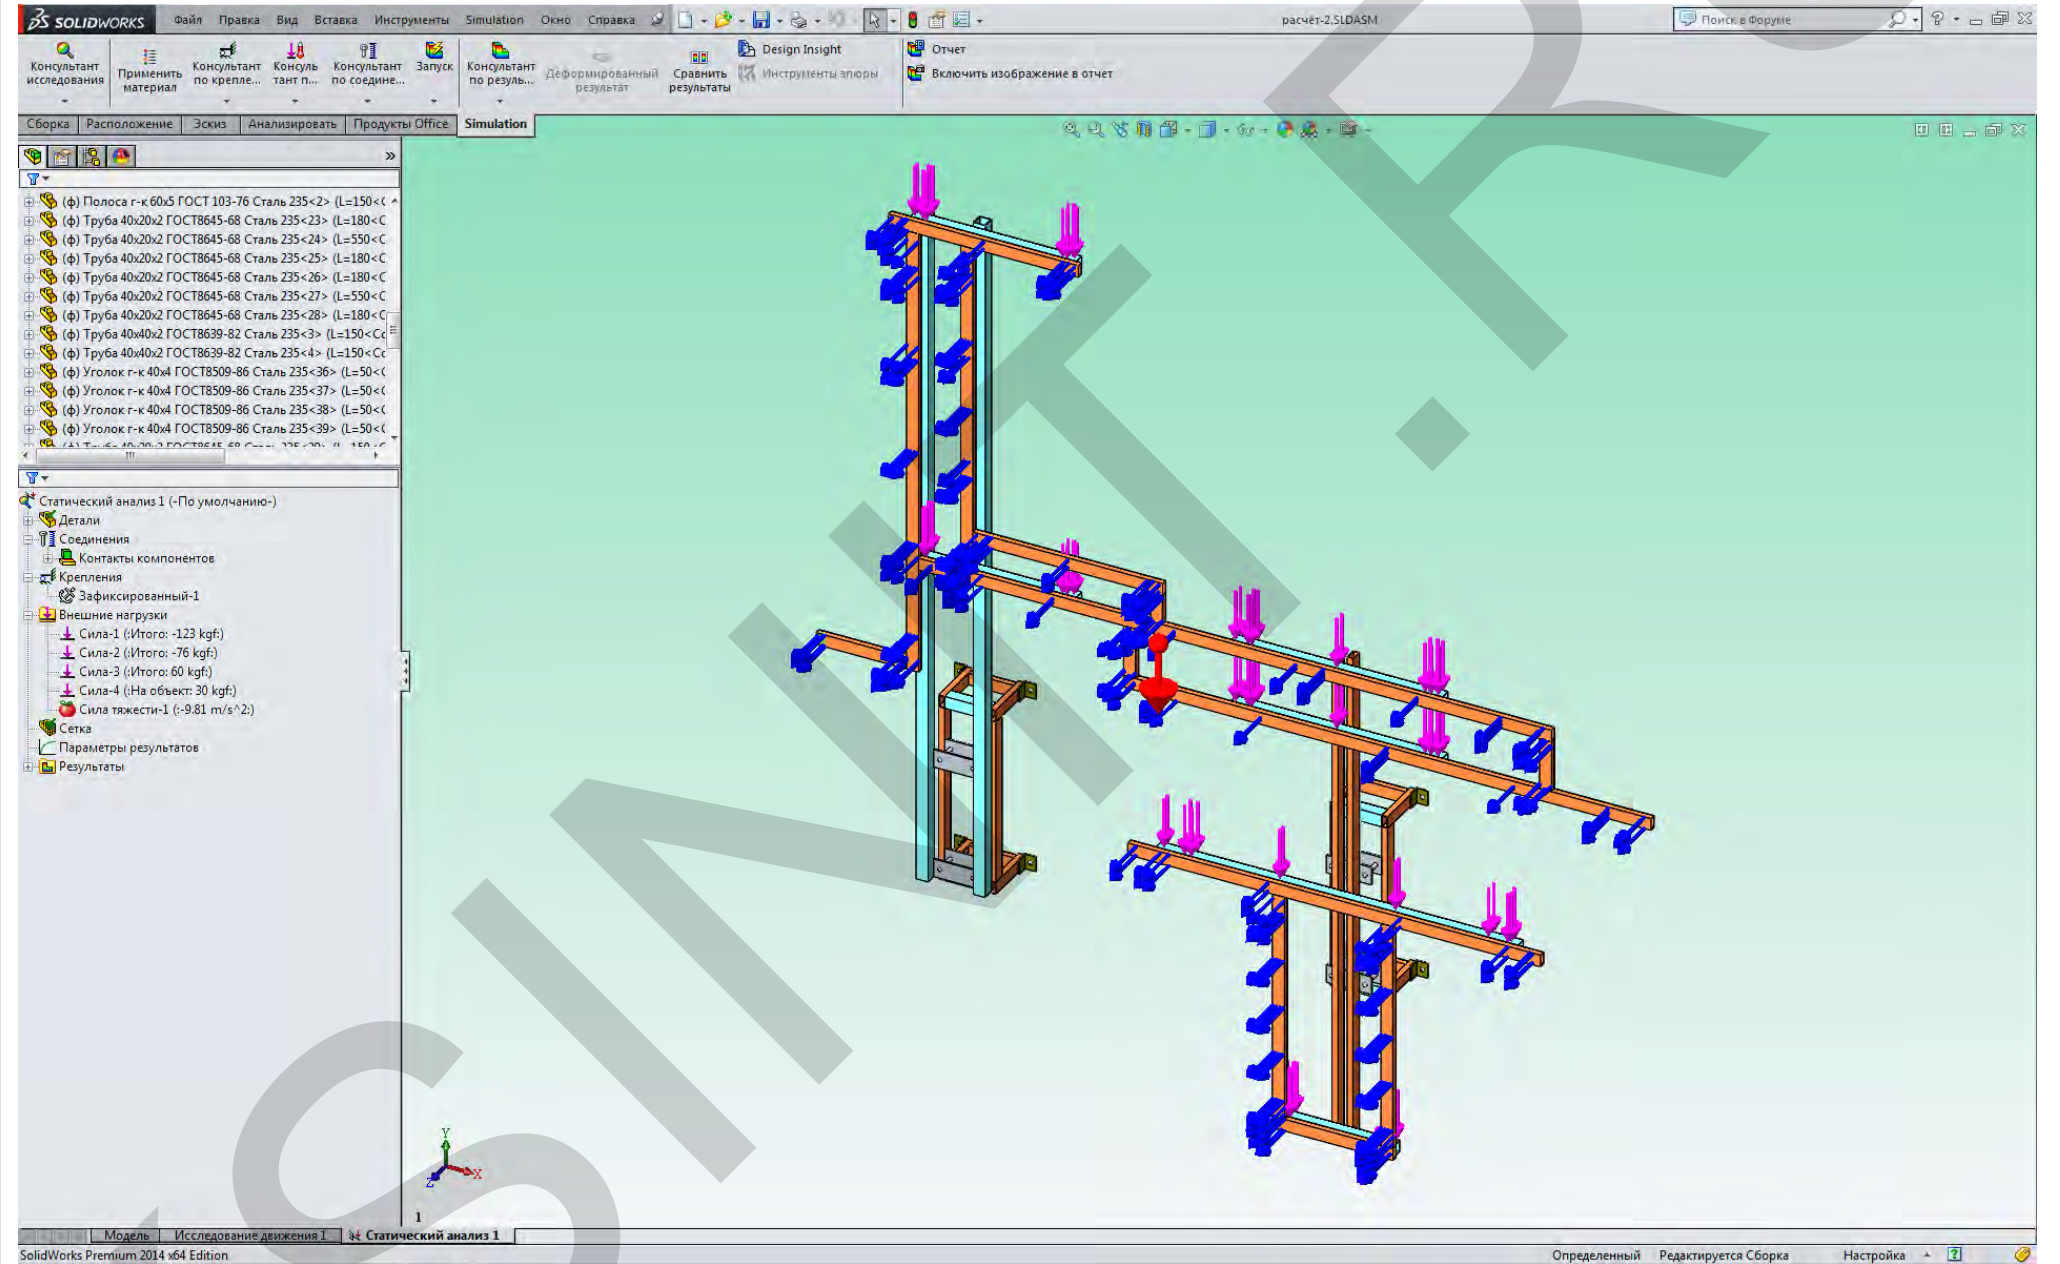 SOLIDWORKS Файл Правка Вид Вставка Инструменты Simulation Окно Справка расчёт-2.SLDASM Поиск в Форуме
Консультант исследования
Применить материал
Консультант по крепле...
Консуль тант п...
Консультант по соедине...
Запуск
Консультант по резуль...
Деформированный результат
Сравнить результаты
Design Insight
Инструменты эпюры
Отчет
Включить изображение в отчет
Сборка Расположение Эскиз Анализировать Продукты Office Simulation
(ф) Полоса г-к 60x5 ГОСТ 103-76 Сталь 235<2> (L=150<
(ф) Труба 40x20x2 ГОСТ8645-68 Сталь 235<23> (L=180<С
(ф) Труба 40x20x2 ГОСТ8645-68 Сталь 235<24> (L=550<С
(ф) Труба 40x20x2 ГОСТ8645-68 Сталь 235<25> (L=180<С
(ф) Труба 40x20x2 ГОСТ8645-68 Сталь 235<26> (L=180<С
(ф) Труба 40x20x2 ГОСТ8645-68 Сталь 235<27> (L=550<С
(ф) Труба 40x20x2 ГОСТ8645-68 Сталь 235<28> (L=180<С
(ф) Труба 40x40x2 ГОСТ8639-82 Сталь 235<3> (L=150<Сс
(ф) Труба 40x40x2 ГОСТ8639-82 Сталь 235<4> (L=150<Сс
(ф) Уголок г-к 40x4 ГОСТ8509-86 Сталь 235<36> (L=50<
(ф) Уголок г-к 40x4 ГОСТ8509-86 Сталь 235<37> (L=50<
(ф) Уголок г-к 40x4 ГОСТ8509-86 Сталь 235<38> (L=50<
(ф) Уголок г-к 40x4 ГОСТ8509-86 Сталь 235<39> (L=50<
Статический анализ 1 (-По умолчанию-)
Детали
Соединения
Контакты компонентов
Крепления
Зафиксированный-1
Внешние нагрузки
Сила-1 (:Итого: -123 kgf:)
Сила-2 (:Итого: -76 kgf:)
Сила-3 (:Итого: 60 kgf:)
Сила-4 (:На объект: 30 kgf:)
Сила тяжести-1 (:-9.81 m/s^2:)
Сетка
Параметры результатов
Результаты
Y
X
Z
1
Модель Исследование движения 1 Статический анализ 1
SolidWorks Premium 2014 x64 Edition Определенный Редактируется Сборка Настройка